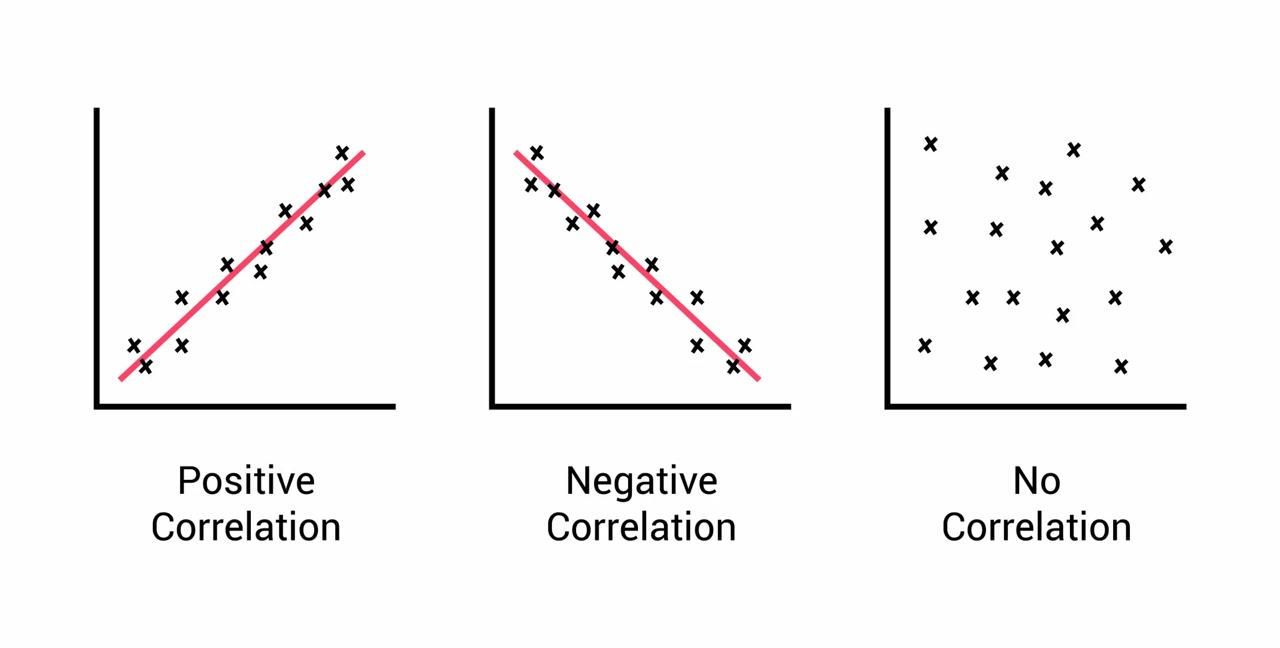 Positive
Correlation
Negative
Correlation
No
Correlation